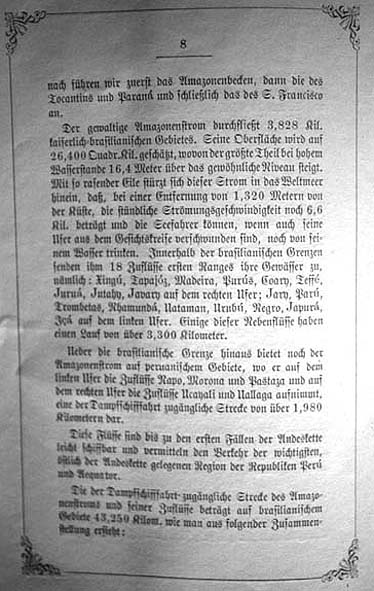 8
nach führen wir zuerst das Amazonenbecken, dann die des
Tocantins und Paraná und schließlich das des S. Francisco
an.
Der gewaltige Amazonenstrom durchfließt 3,828 Kil.
kaiserlich-brasilianischen Gebietes. Seine Oberfläche wird auf
26,400 Quadr.Kil. geschätzt, wovon der größte Theil bei hohem
Wasserstande 16,4 Meter über das gewöhnliche Niveau steigt.
Mit so rasender Eile stürzt sich dieser Strom in das Weltmeer
hinein, daß, bei einer Entfernung von 1,320 Metern von
der Küste, die stündliche Strömungsgeschwindigkeit noch 6,6
Kil. beträgt und die Seefahrer können, wenn auch seine
Ufer aus dem Gesichtskreise verschwunden sind, noch von sei-
nem Wasser trinken. Innerhalb der brasilianischen Grenzen
senden ihm 18 Zuflüsse ersten Ranges ihre Gewässer zu,
nämlich: Xingú, Tapajóz, Madeira, Purús, Coary, Teffé,
Juruá, Jutahy, Javary auf dem rechten Ufer; Jary, Parú,
Trombetas, Nhamundá, Uataman, Urubú, Negro, Japurá,
Içá auf dem linken Ufer. Einige dieser Nebenflüsse haben
einen Lauf von über 3,300 Kilometer.
Ueber die brasilianische Grenze hinaus bietet noch der
Amazonenstrom auf peruanischem Gebiete, wo er auf dem
linken Ufer die Zuflüsse Napo, Morona und Pastaza und auf
dem rechten Ufer die Zuflüsse Ucayali und Uallaga aufnimmt,
eine der Dampfschifffahrt zugängliche Strecke von über 1,980
Kilometern dar.
Diese Flüsse sind bis zu den ersten Fällen der Andeskette
leicht schiffbar und vermitteln den Verkehr der wichtigsten,
östlich der Andeskette gelegenen Region der Republiken Perú
und Aequator.
Die der Dampfschifffahrt zugängliche Strecke des Amazo-
nenstroms und seiner Zuflüsse beträgt auf brasilianischem
Gebiete 43,250 Kilom. wie man aus folgender Zusammen-
stellung ersieht: